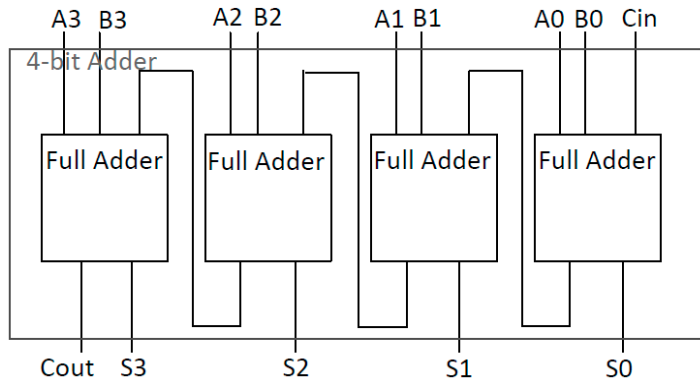 A3 B3 A2 B2 A1 B1 A0 B0 Cin
4-bit Adder
Full Adder Full Adder Full Adder Full Adder
Cout S3 S2 S1 S0